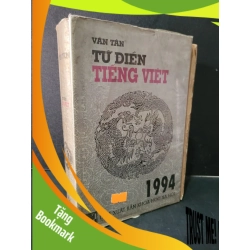 VĂN TÂN
TỪ ĐIỂN
TIẾNG VIỆT
1994
Tặng
Bookmark
TRUST ME!